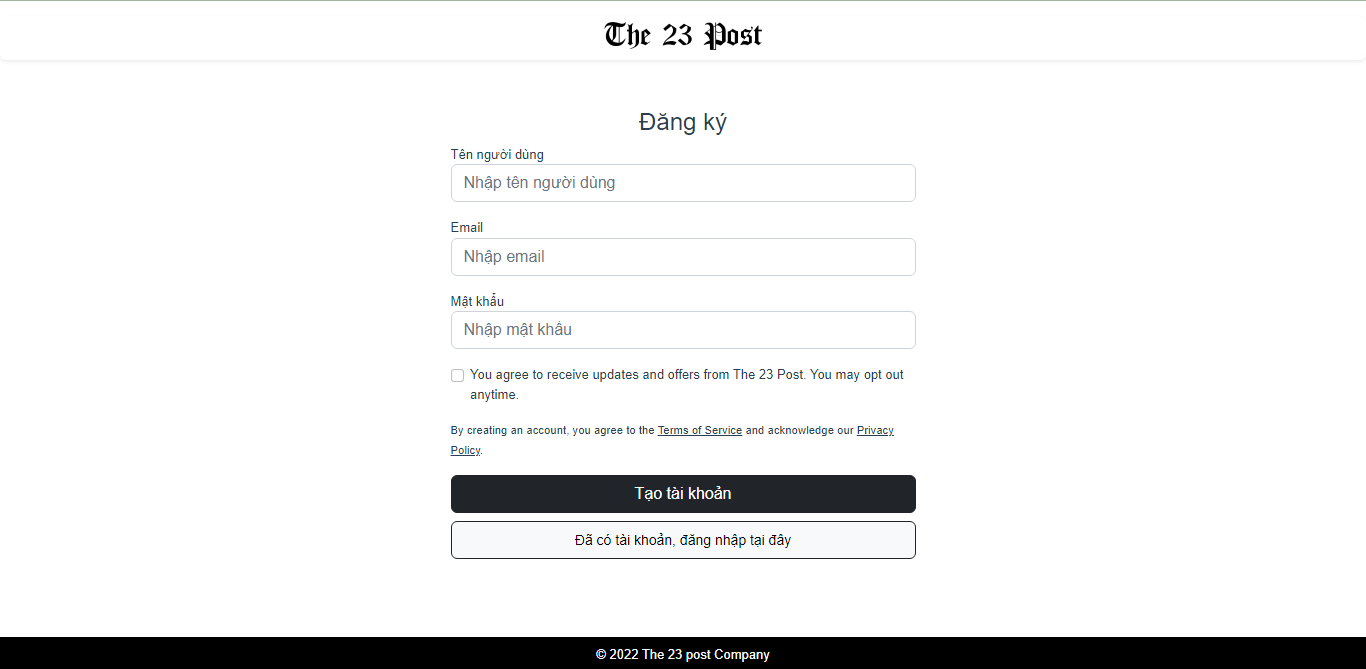 The 23 Post
Đăng ký
Tên người dùng
Nhập tên người dùng
Email
Nhập email
Mật khẩu
Nhập mật khẩu
You agree to receive updates and offers from The 23 Post. You may opt out
anytime.
By creating an account, you agree to the Terms of Service and acknowledge our Privacy
Policy.
Tạo tài khoản
Đã có tài khoản, đăng nhập tại đây
© 2022 The 23 post Company